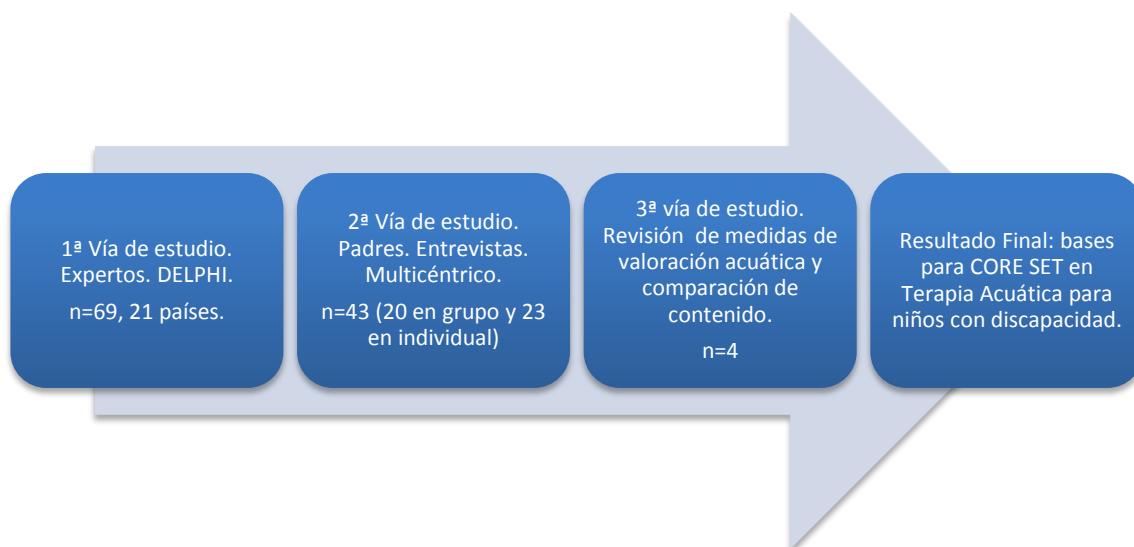 1ª Vía de estudio.
Expertos. DELPHI.
n=69, 21 países.
2ª Vía de estudio.
Padres. Entrevistas.
Multicéntrico.
n=43 (20 en grupo y 23
en individual)
3ª vía de estudio.
Revisión de medidas de
valoración acuática y
comparación de
contenido.
n=4
Resultado Final: bases
para CORE SET en
Terapia Acuática para
niños con discapacidad.